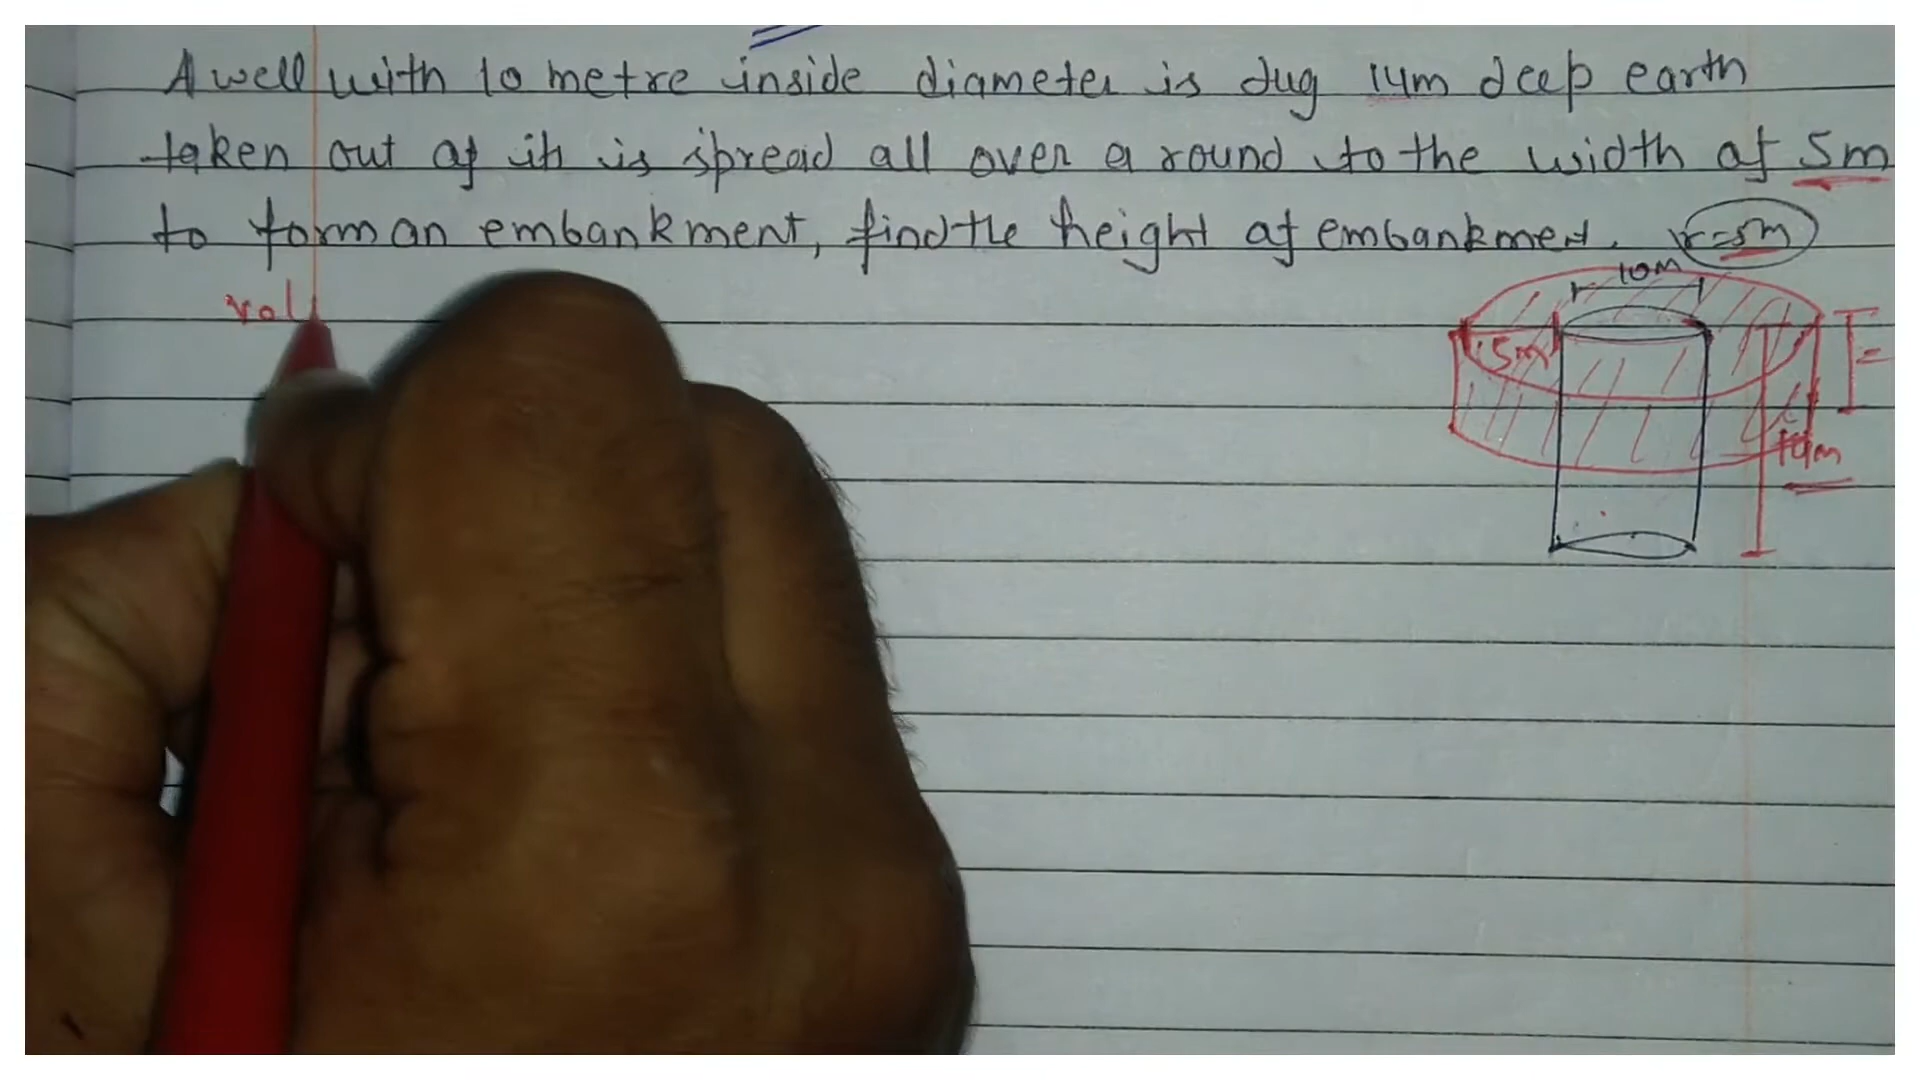 A well with 10 metre inside diameter is dug 14m deep earth
taken out of it is spread all over a round to the width of 5m
to form an embankment, find the height of embankment. r=5m
10m
vol
5m
=
14m